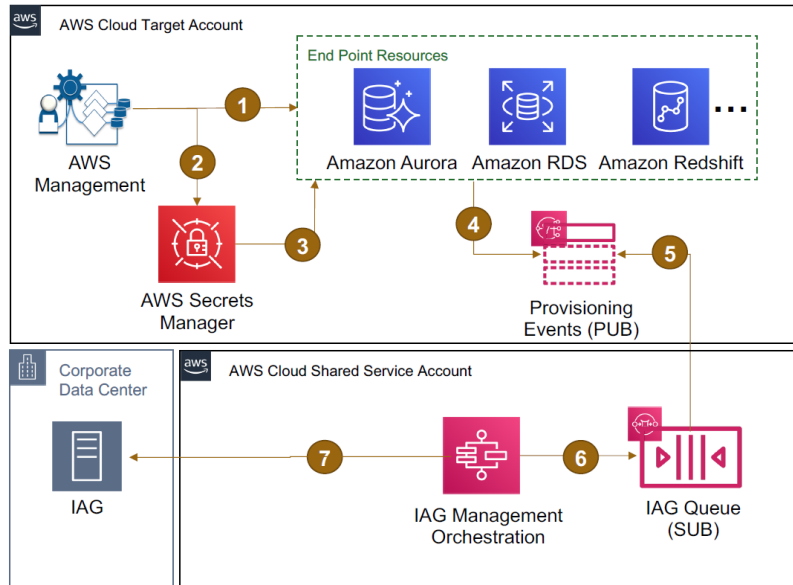 aws
AWS Cloud Target Account
End Point Resources
1
AWS
Management
2
Amazon Aurora
Amazon RDS
Amazon Redshift
...
3
AWS Secrets
Manager
4
5
Provisioning
Events (PUB)
Corporate
Data Center
aws
AWS Cloud Shared Service Account
IAG
7
IAG Management
Orchestration
6
IAG Queue
(SUB)